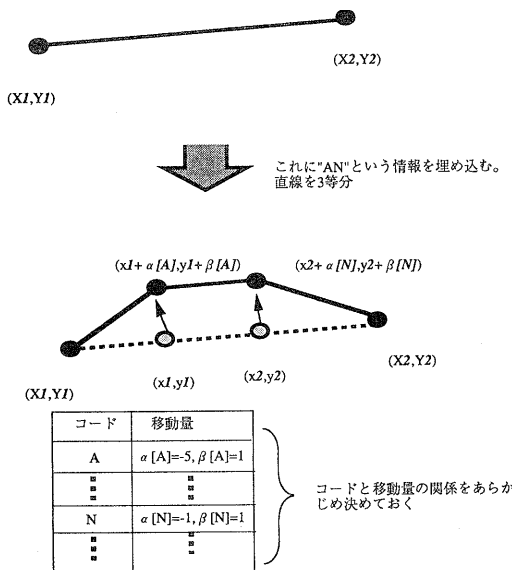 (X2,Y2)
(X1,Y1)
これに"AN"という情報を埋め込む。
直線を3等分
(x1+α[A],y1+β[A])
(x2+α[N],y2+β[N])
(X2,Y2)
(x1,y1)
(x2,y2)
(X1,Y1)
コード 移動量
A α[A]=-5, β[A]=1
N α[N]=-1, β[N]=1
コードと移動量の関係をあらか
じめ決めておく